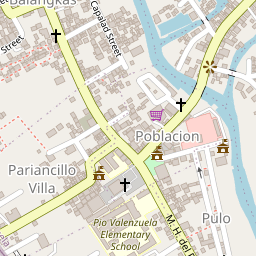 Balangkas
Street
Capalad Street
Poblacion
Pariancillo
Villa
Pio Valenzuela
Elementary
School
M. H. del
Pulo